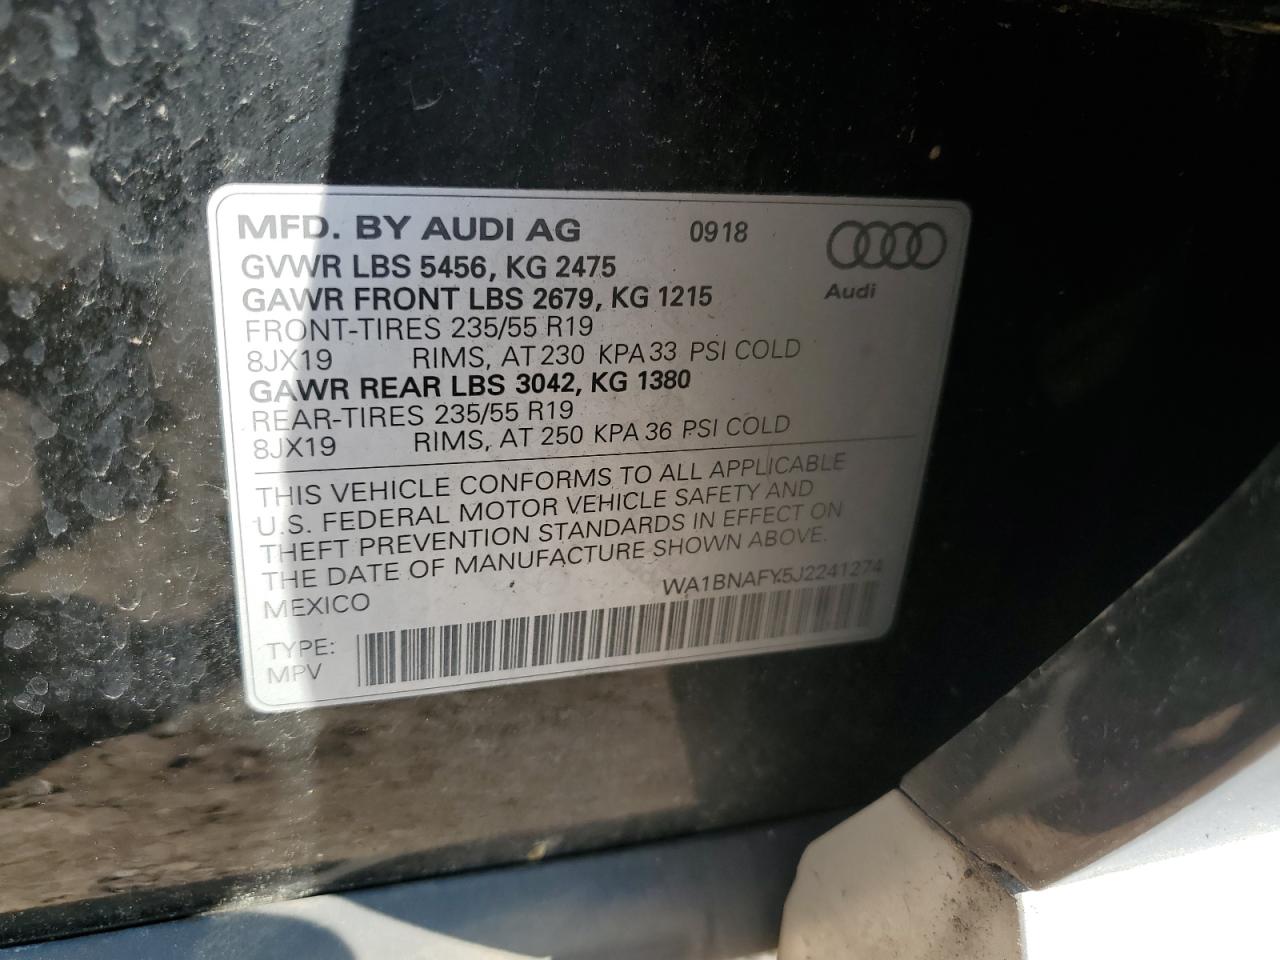 MFD. BY AUDI AG 0918
GVWR LBS 5456, KG 2475
GAWR FRONT LBS 2679, KG 1215
Audi
FRONT-TIRES 235/55 R19
8JX19 RIMS, AT 230 KPA 33 PSI COLD
GAWR REAR LBS 3042, KG 1380
REAR-TIRES 235/55 R19
8JX19 RIMS, AT 250 KPA 36 PSI COLD
THIS VEHICLE CONFORMS TO ALL APPLICABLE
U.S. FEDERAL MOTOR VEHICLE SAFETY AND
THEFT PREVENTION STANDARDS IN EFFECT ON
THE DATE OF MANUFACTURE SHOWN ABOVE.
MEXICO WA1BNAFY5J2241274
TYPE:
MPV